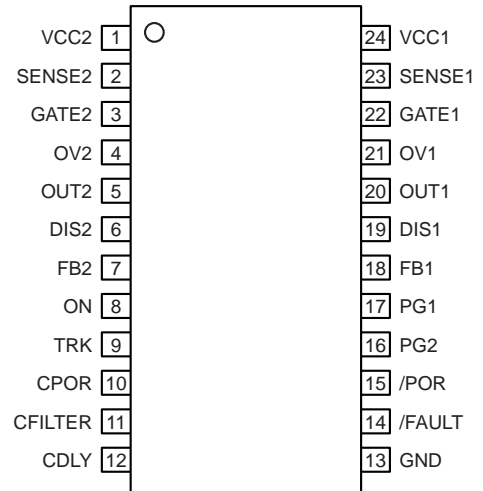 VCC2 1 24 VCC1
SENSE2 2 23 SENSE1
GATE2 3 22 GATE1
OV2 4 21 OV1
OUT2 5 20 OUT1
DIS2 6 19 DIS1
FB2 7 18 FB1
ON 8 17 PG1
TRK 9 16 PG2
CPOR 10 15 /POR
CFILTER 11 14 /FAULT
CDLY 12 13 GND